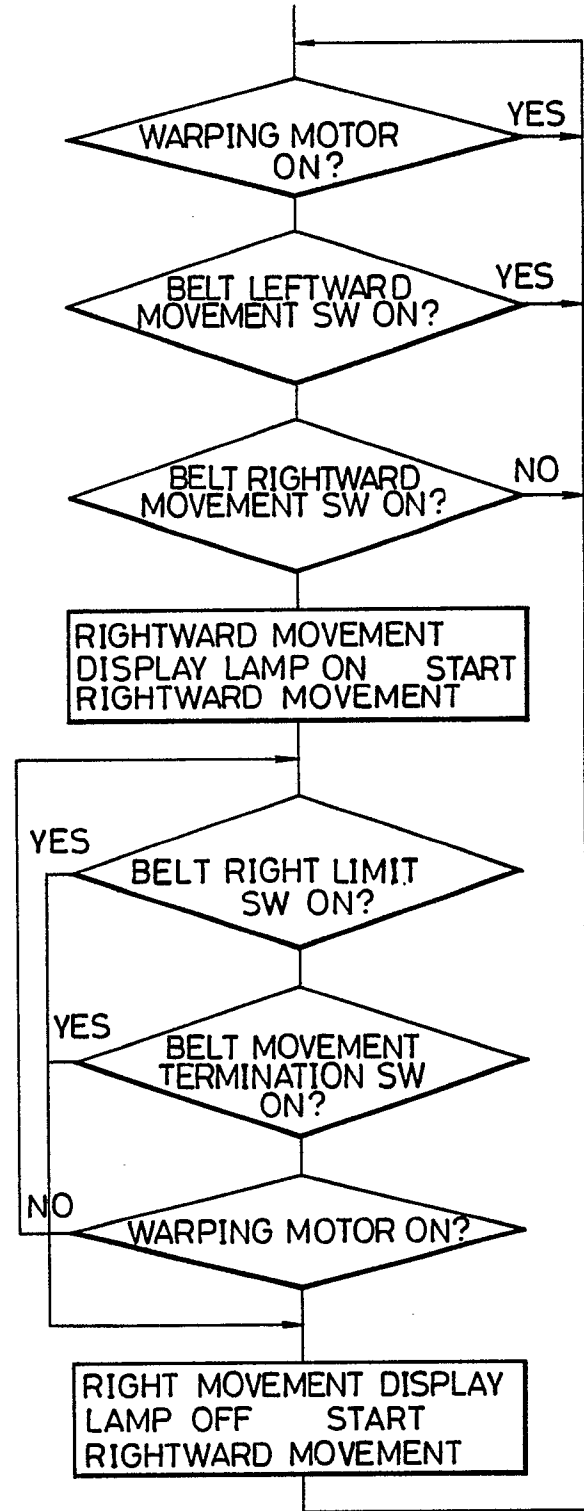 WARPING MOTOR
ON?
YES
BELT LEFTWARD
MOVEMENT SW ON?
YES
BELT RIGHTWARD
MOVEMENT SW ON?
NO
RIGHTWARD MOVEMENT
DISPLAY LAMP ON START
RIGHTWARD MOVEMENT
YES
BELT RIGHT LIMIT
SW ON?
YES
BELT MOVEMENT
TERMINATION SW
ON?
NO
WARPING MOTOR ON?
RIGHT MOVEMENT DISPLAY
LAMP OFF START
RIGHTWARD MOVEMENT